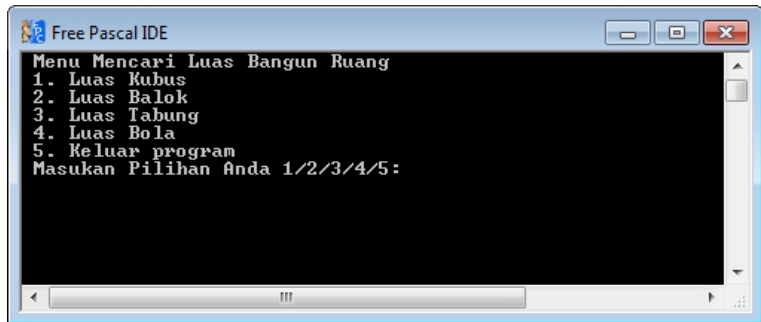 Free Pascal IDE
Menu Mencari Luas Bangun Ruang
1. Luas Kubus
2. Luas Balok
3. Luas Tabung
4. Luas Bola
5. Keluar program
Masukan Pilihan Anda 1/2/3/4/5: